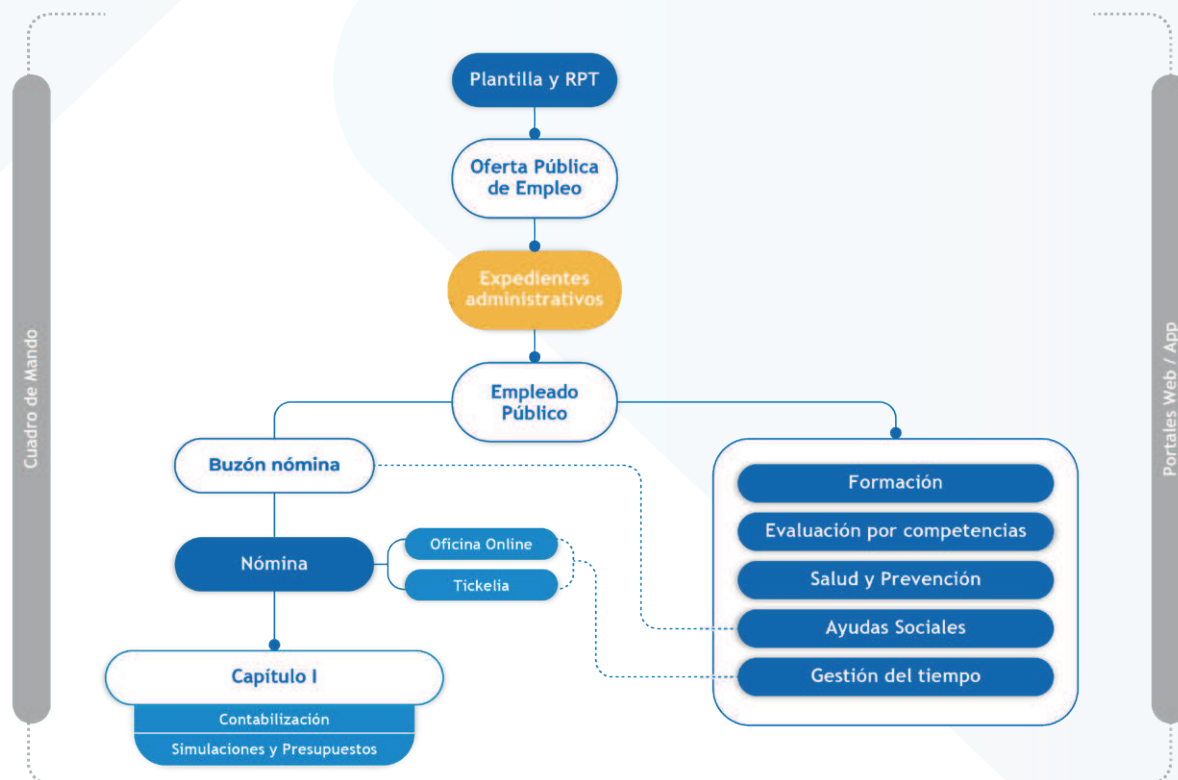 Plantilla y RPT
Oferta Pública
de Empleo
Expedientes
administrativos
Empleado
Público
Cuadro de Mando
Portales Web / App
Buzón nómina
Nómina
Oficina Online
Tickelia
Capítulo I
Contabilización
Simulaciones y Presupuestos
Formación
Evaluación por competencias
Salud y Prevención
Ayudas Sociales
Gestión del tiempo